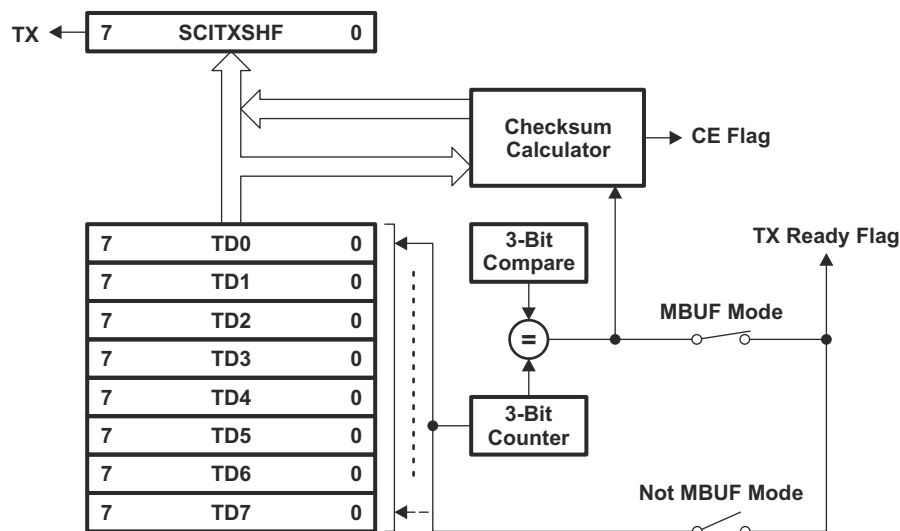 TX
7 SCITXSHF 0
Checksum
Calculator
CE Flag
7 TD0 0
7 TD1 0
7 TD2 0
7 TD3 0
7 TD4 0
7 TD5 0
7 TD6 0
7 TD7 0
3-Bit
Compare
=
3-Bit
Counter
TX Ready Flag
MBUF Mode
Not MBUF Mode